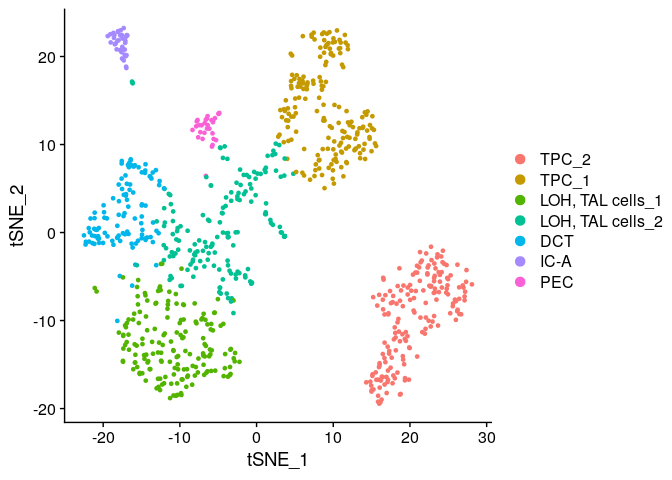 20
10
0
-10
-20
tSNE_2
-20 -10 0 10 20 30
tSNE_1
TPC_2
TPC_1
LOH, TAL cells_1
LOH, TAL cells_2
DCT
IC-A
PEC